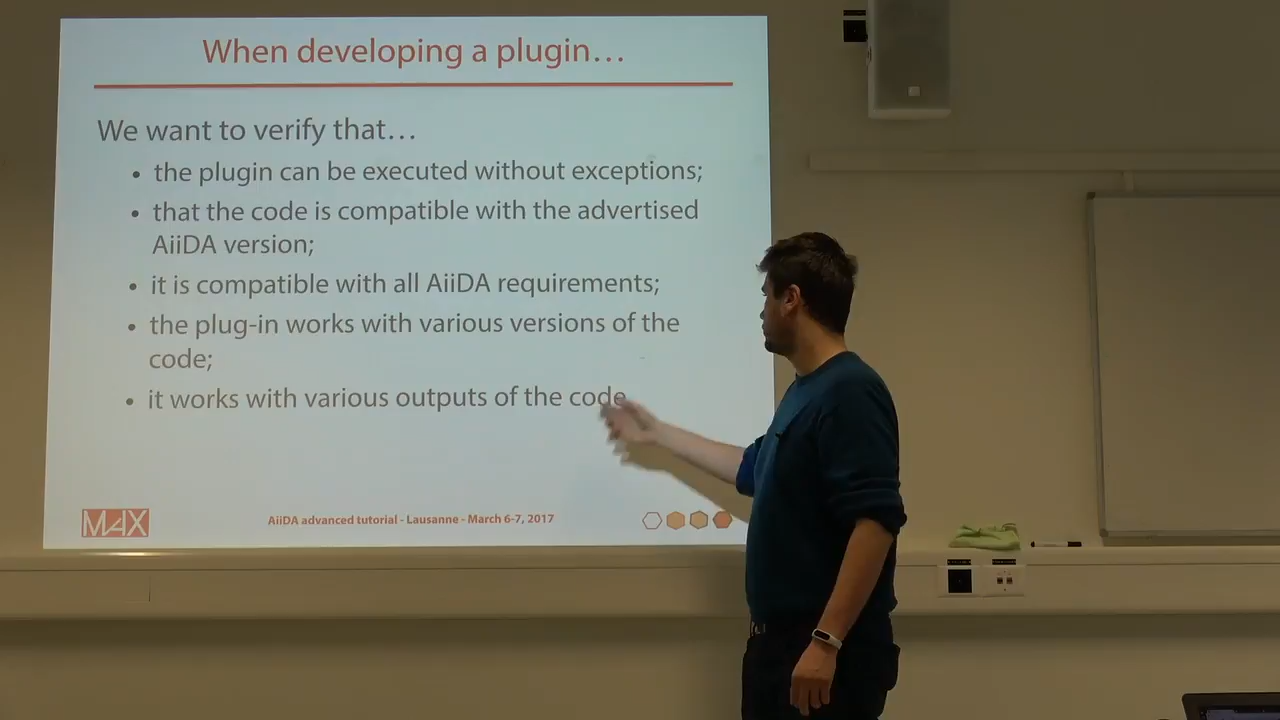 When developing a plugin…
We want to verify that…
• the plugin can be executed without exceptions;
• that the code is compatible with the advertised
AiiDA version;
• it is compatible with all AiiDA requirements;
• the plug-in works with various versions of the
code;
• it works with various outputs of the code
MAX
AiiDA advanced tutorial - Lausanne - March 6-7, 2017